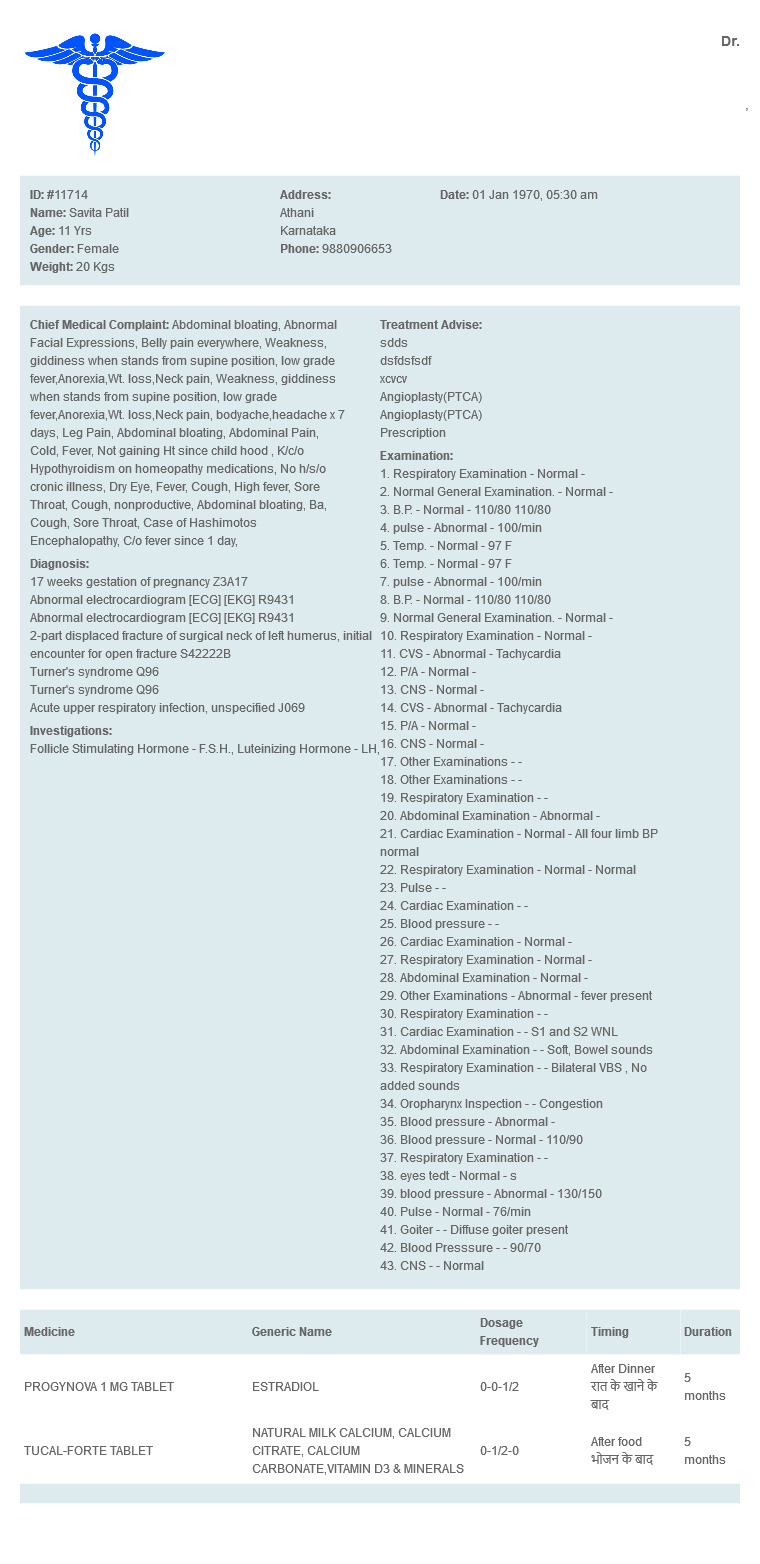 Dr.
,
ID: #11714
Name: Savita Patil
Age: 11 Yrs
Gender: Female
Weight: 20 Kgs
Address:
Athani
Karnataka
Phone: 9880906653
Date: 01 Jan 1970, 05:30 am
Chief Medical Complaint: Abdominal bloating, Abnormal
Facial Expressions, Belly pain everywhere, Weakness,
giddiness when stands from supine position, low grade
fever,Anorexia,Wt. loss,Neck pain, Weakness, giddiness
when stands from supine position, low grade
fever,Anorexia,Wt. loss,Neck pain, bodyache,headache x 7
days, Leg Pain, Abdominal bloating, Abdominal Pain,
Cold, Fever, Not gaining Ht since child hood , K/c/o
Hypothyroidism on homeopathy medications, No h/s/o
cronic illness, Dry Eye, Fever, Cough, High fever, Sore
Throat, Cough, nonproductive, Abdominal bloating, Ba,
Cough, Sore Throat, Case of Hashimotos
Encephalopathy, C/o fever since 1 day,
Diagnosis:
17 weeks gestation of pregnancy Z3A17
Abnormal electrocardiogram [ECG] [EKG] R9431
Abnormal electrocardiogram [ECG] [EKG] R9431
2-part displaced fracture of surgical neck of left humerus, initial
encounter for open fracture S42222B
Turner's syndrome Q96
Turner's syndrome Q96
Acute upper respiratory infection, unspecified J069
Investigations:
Follicle Stimulating Hormone - F.S.H., Luteinizing Hormone - LH,
Treatment Advise:
sdds
dsfdsfsdf
xcvcv
Angioplasty(PTCA)
Angioplasty(PTCA)
Prescription
Examination:
1. Respiratory Examination - Normal -
2. Normal General Examination. - Normal -
3. B.P. - Normal - 110/80 110/80
4. pulse - Abnormal - 100/min
5. Temp. - Normal - 97 F
6. Temp. - Normal - 97 F
7. pulse - Abnormal - 100/min
8. B.P. - Normal - 110/80 110/80
9. Normal General Examination. - Normal -
10. Respiratory Examination - Normal -
11. CVS - Abnormal - Tachycardia
12. P/A - Normal -
13. CNS - Normal -
14. CVS - Abnormal - Tachycardia
15. P/A - Normal -
16. CNS - Normal -
17. Other Examinations - -
18. Other Examinations - -
19. Respiratory Examination - -
20. Abdominal Examination - Abnormal -
21. Cardiac Examination - Normal - All four limb BP
normal
22. Respiratory Examination - Normal - Normal
23. Pulse - -
24. Cardiac Examination - -
25. Blood pressure - -
26. Cardiac Examination - Normal -
27. Respiratory Examination - Normal -
28. Abdominal Examination - Normal -
29. Other Examinations - Abnormal - fever present
30. Respiratory Examination - -
31. Cardiac Examination - - S1 and S2 WNL
32. Abdominal Examination - - Soft, Bowel sounds
33. Respiratory Examination - - Bilateral VBS , No
added sounds
34. Oropharynx Inspection - - Congestion
35. Blood pressure - Abnormal -
36. Blood pressure - Normal - 110/90
37. Respiratory Examination - -
38. eyes tedt - Normal - s
39. blood pressure - Abnormal - 130/150
40. Pulse - Normal - 76/min
41. Goiter - - Diffuse goiter present
42. Blood Presssure - - 90/70
43. CNS - - Normal
Medicine Generic Name Dosage Frequency Timing Duration
PROGYNOVA 1 MG TABLET ESTRADIOL 0-0-1/2 After Dinner रात के खाने के बाद 5 months
TUCAL-FORTE TABLET NATURAL MILK CALCIUM, CALCIUM CITRATE, CALCIUM CARBONATE,VITAMIN D3 & MINERALS 0-1/2-0 After food भोजन के बाद 5 months